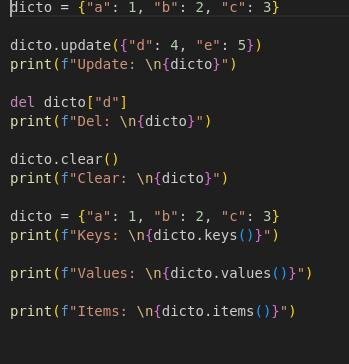 dicto = {"a": 1, "b": 2, "c": 3}
dicto.update({"d": 4, "e": 5})
print(f"Update: \n{dicto}")
del dicto["d"]
print(f"Del: \n{dicto}")
dicto.clear()
print(f"Clear: \n{dicto}")
dicto = {"a": 1, "b": 2, "c": 3}
print(f"Keys: \n{dicto.keys()}")
print(f"Values: \n{dicto.values()}")
print(f"Items: \n{dicto.items()}")